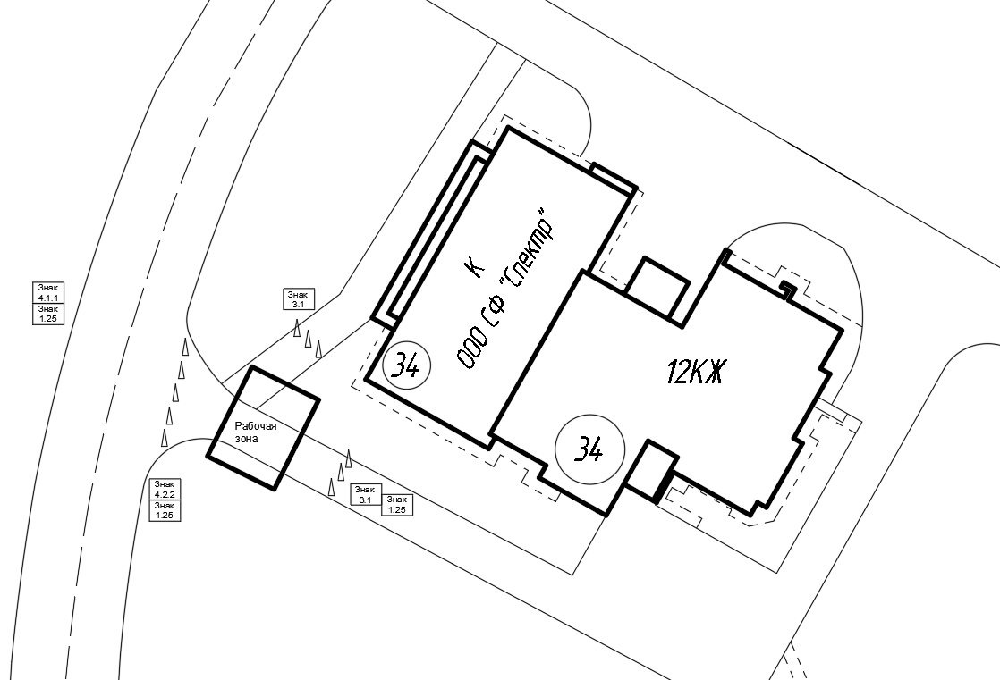 К
ООО СФ "Спектр"
34
12КЖ
34
Знак
4.1.1
Знак
1.25
Знак
3.1
Рабочая
зона
Знак
4.2.2
Знак
1.25
Знак
3.1
Знак
1.25